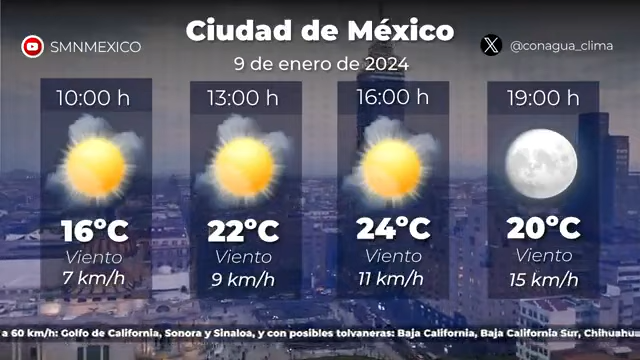 Ciudad de México
SMNMEXICO
@conagua_clima
9 de enero de 2024
10:00 h
13:00 h
16:00 h
19:00 h
16°C
22°C
24°C
20°C
Viento
Viento
Viento
Viento
7 km/h
9 km/h
11 km/h
15 km/h
a 60 km/h: Golfo de California, Sonora y Sinaloa, y con posibles tolvaneras: Baja California, Baja California Sur, Chihuahua